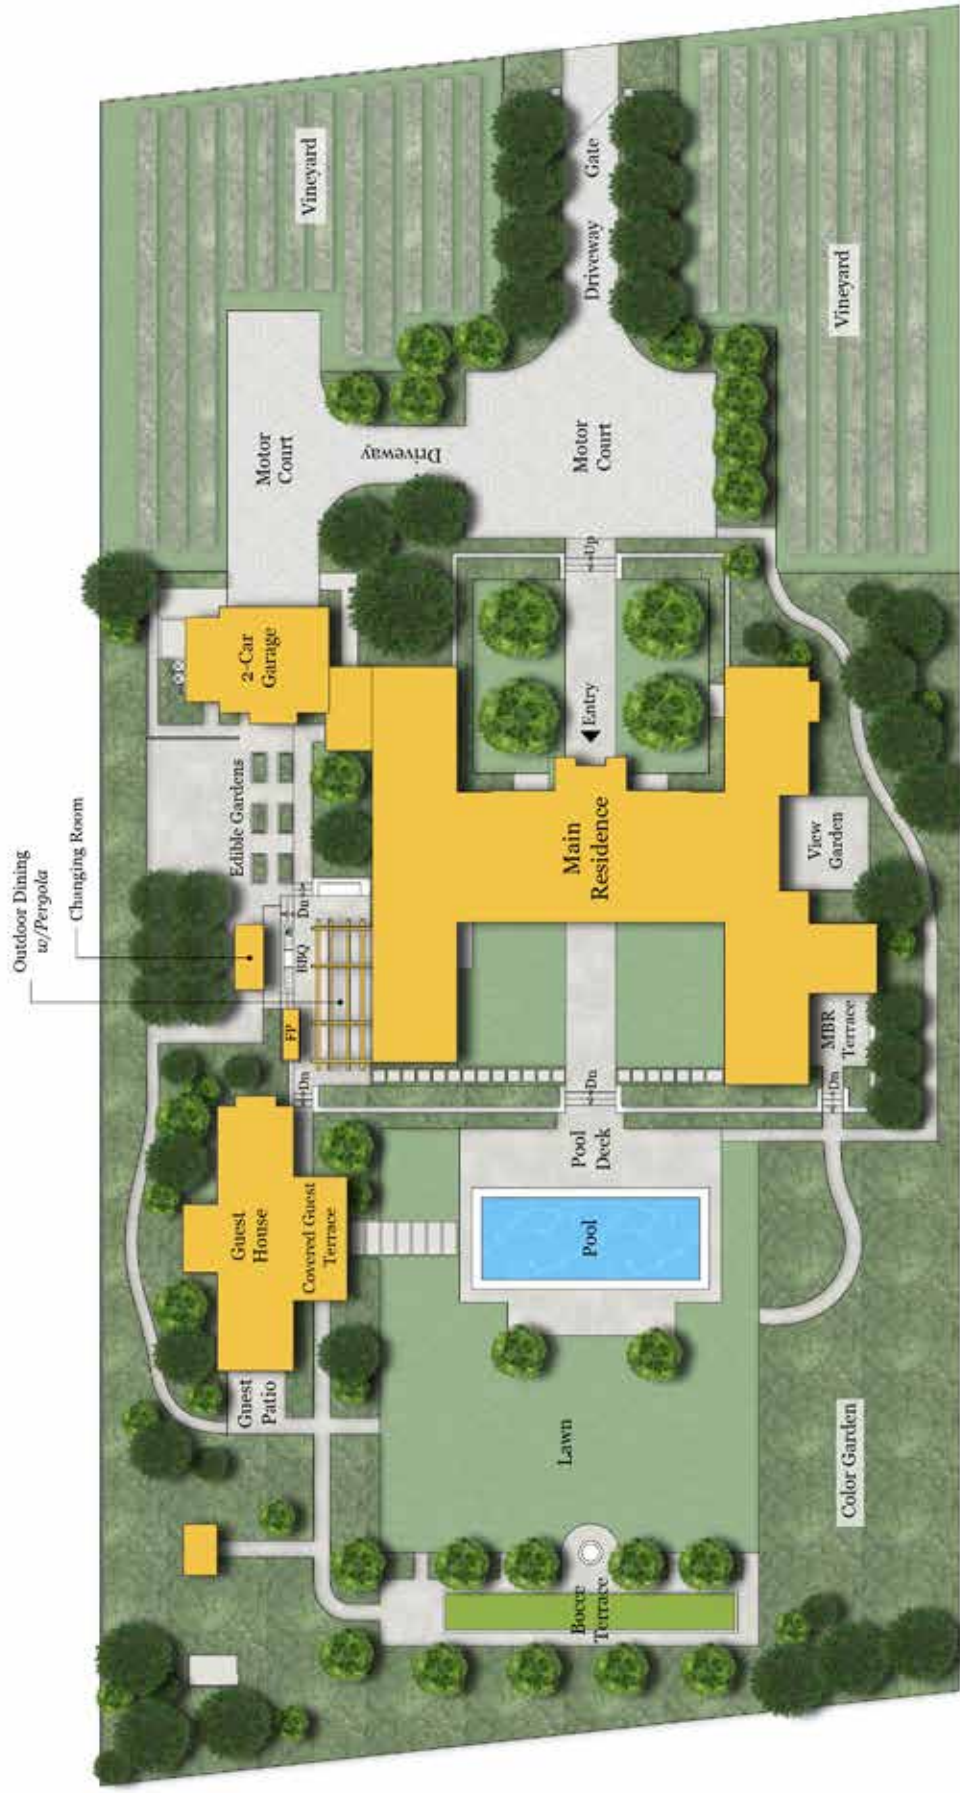 Outdoor Dining
w/Pergola
Changing Room
Vineyard
Gate
Driveway
Vineyard
Motor
Court
Driveway
Motor
Court
Up
2-Car
Garage
Entry
Edible Gardens
Main
Residence
View
Garden
Dn
BBQ
FP
MBR
Terrace
Dn
Dn
Dn
Pool
Deck
Guest
House
Covered Guest
Terrace
Pool
Guest
Patio
Lawn
Color Garden
Bocce
Terrace